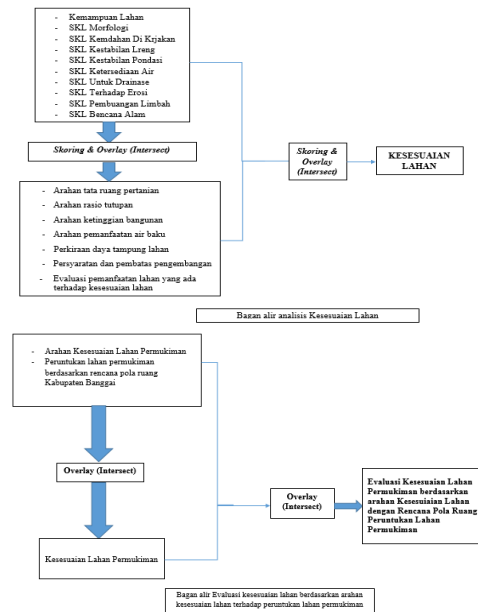 - Kemampuan Lahan
- SKL Morfologi
- SKL Kemdahan Di Krjakan
- SKL Kestabilan Lreng
- SKL Kestabilan Pondasi
- SKL Ketersediaan Air
- SKL Untuk Drainase
- SKL Terhadap Erosi
- SKL Pembuangan Limbah
- SKL Bencana Alam
Skoring & Overlay (Intersect)
- Arahan tata ruang pertanian
- Arahan rasio tutupan
- Arahan ketinggian bangunan
- Arahan pemanfaatan air baku
- Perkiraan daya tampung lahan
- Persyaratan dan pembatas pengembangan
- Evaluasi pemanfaatan lahan yang ada
terhadap kesesuaian lahan
Skoring &
Overlay
(Intersect)
KESESUAIAN
LAHAN
Bagan alir analisis Kesesuaian Lahan
- Arahan Kesesuaian Lahan Permukiman
- Peruntukan lahan permukiman
berdasarkan rencana pola ruang
Kabupaten Banggai
Overlay (Intersect)
Kesesuaian Lahan Permukiman
Overlay
(Intersect)
Evaluasi Kesesuaian Lahan
Permukiman berdasarkan
arahan Kesesuiaian Lahan
dengan Rencana Pola Ruang
Peruntukan Lahan
Permukiman
Bagan alir Evaluasi kesesuaian lahan berdasarkan arahan
kesesuaian lahan terhadap peruntukan lahan permukiman